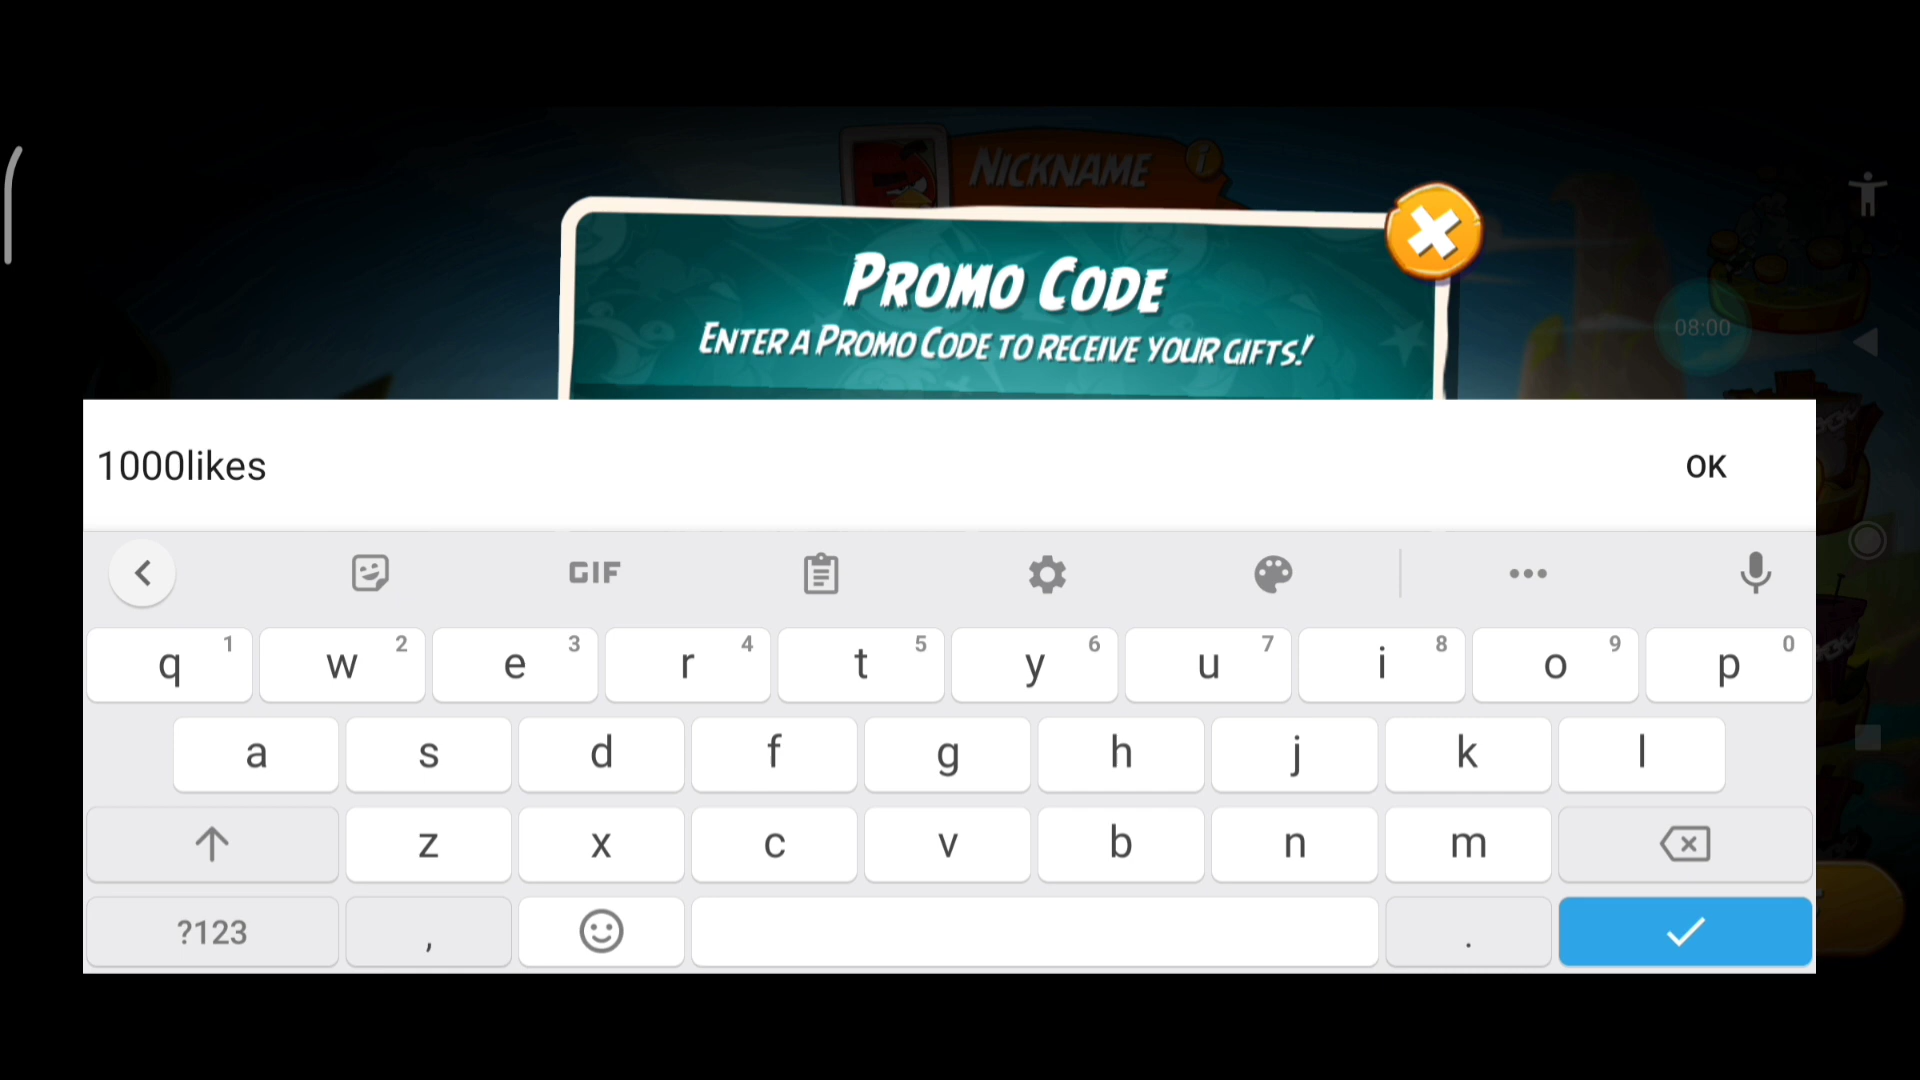 NICKNAME
i
PROMO CODE
ENTER A PROMO CODE TO RECEIVE YOUR GIFTS!
08:00
1000likes
OK
GIF
q 1 w 2 e 3 r 4 t 5 y 6 u 7 i 8 o 9 p 0
a s d f g h j k l
z x c v b n m
?123 , .